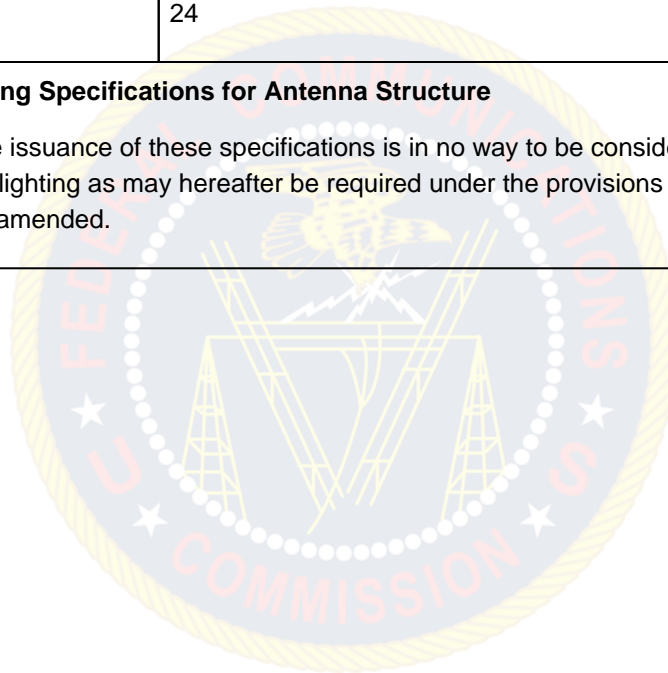 24
ng Specifications for Antenna Structure
e issuance of these specifications is in no way to be conside
lighting as may hereafter be required under the provisions
amended.
FEDERAL COMMUNICATIONS
U S
COMMISSION